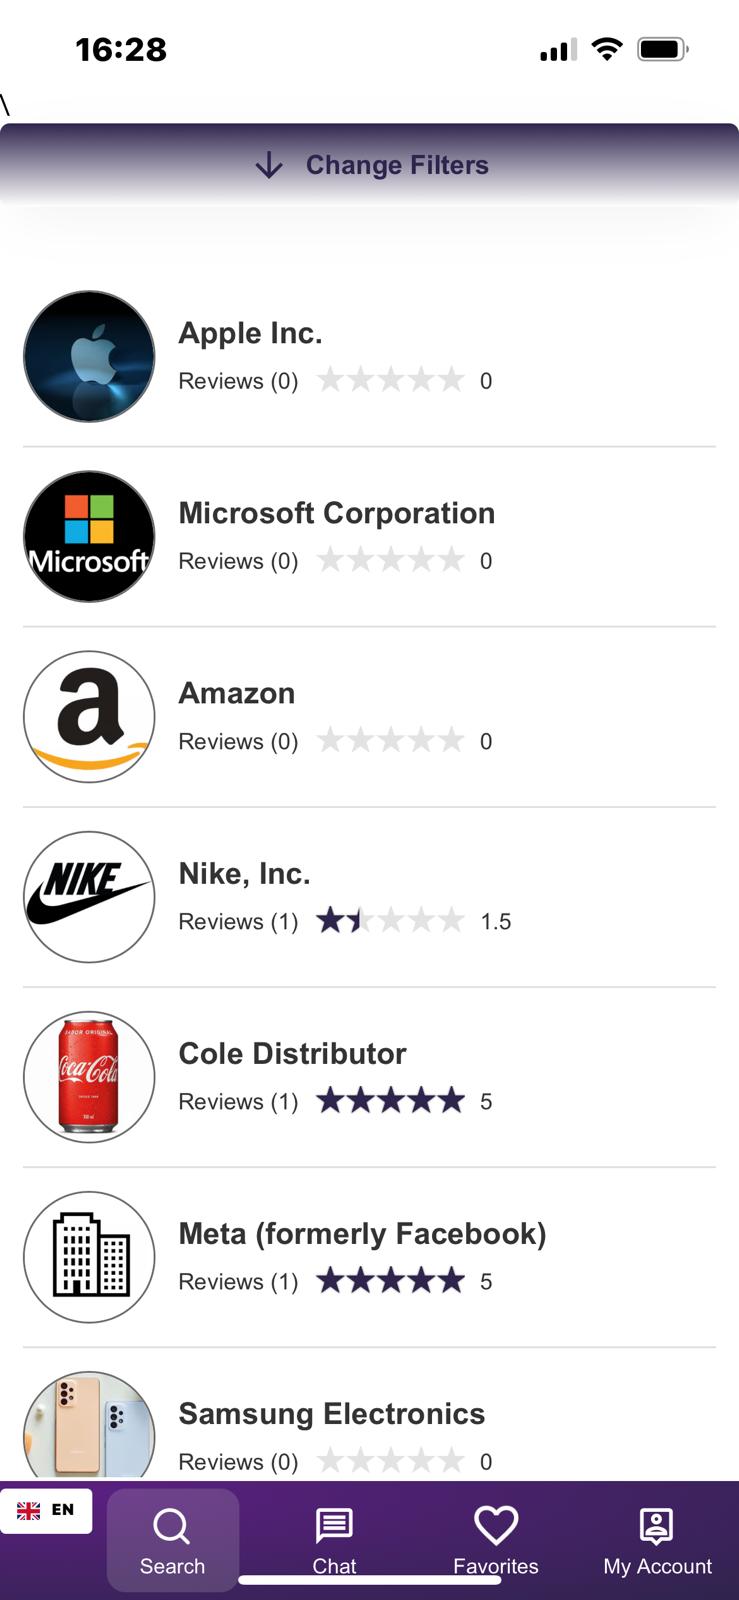 16:28
\
Change Filters
Apple Inc.
Reviews (0) 0
Microsoft
Microsoft Corporation
Reviews (0) 0
a
Amazon
Reviews (0) 0
NIKE
Nike, Inc.
Reviews (1) 1.5
SABOR ORIGINAL
Coca-Cola
Cole Distributor
Reviews (1) 5
Meta (formerly Facebook)
Reviews (1) 5
Samsung Electronics
Reviews (0) 0
EN
Search
Chat
Favorites
My Account